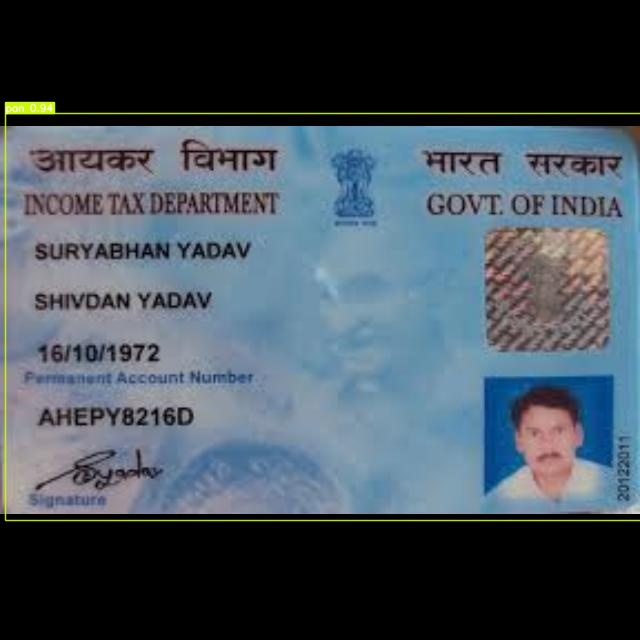 pan 0.94
आयकर विभाग
भारत सरकार
INCOME TAX DEPARTMENT
GOVT. OF INDIA
SURYABHAN YADAV
SHIVDAN YADAV
16/10/1972
Permanent Account Number
AHEPY8216D
Signature
20122011